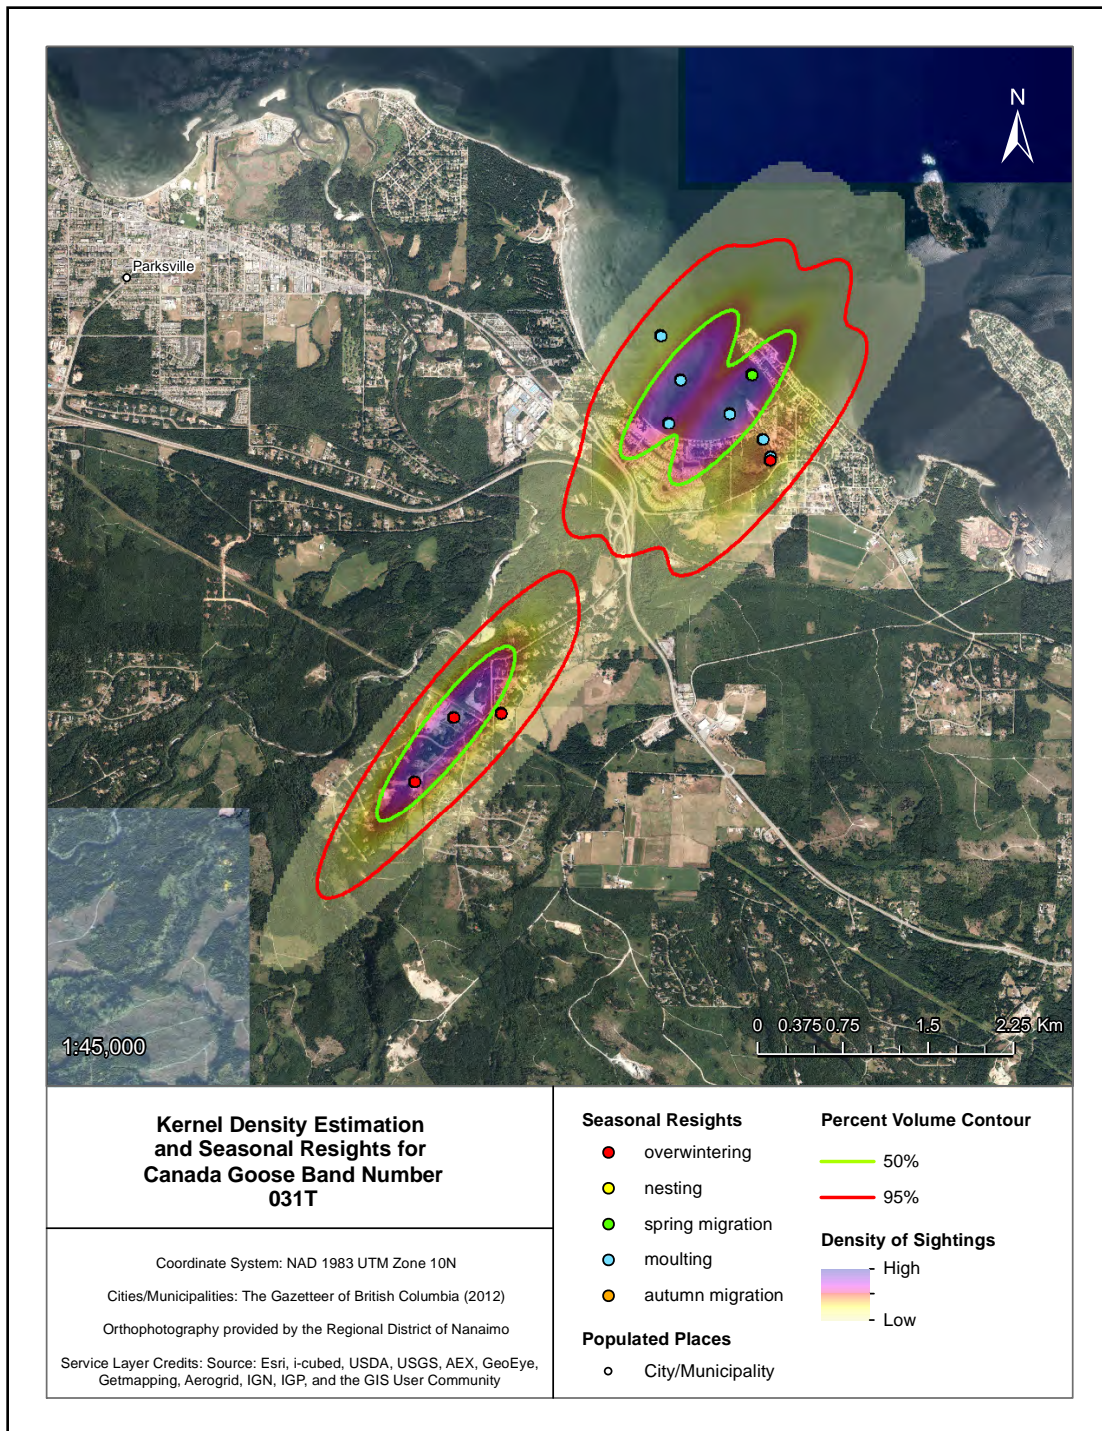 N
Parksville
0 0.375 0.75 1.5 2.25 Km
1:45,000
Kernel Density Estimation
and Seasonal Resights for
Canada Goose Band Number
031T
Coordinate System: NAD 1983 UTM Zone 10N
Cities/Municipalities: The Gazetteer of British Columbia (2012)
Orthophotography provided by the Regional District of Nanaimo
Service Layer Credits: Source: Esri, i-cubed, USDA, USGS, AEX, GeoEye,
Getmapping, Aerogrid, IGN, IGP, and the GIS User Community
Seasonal Resights
overwintering
nesting
spring migration
moulting
autumn migration
Populated Places
City/Municipality
Percent Volume Contour
50%
95%
Density of Sightings
High
Low